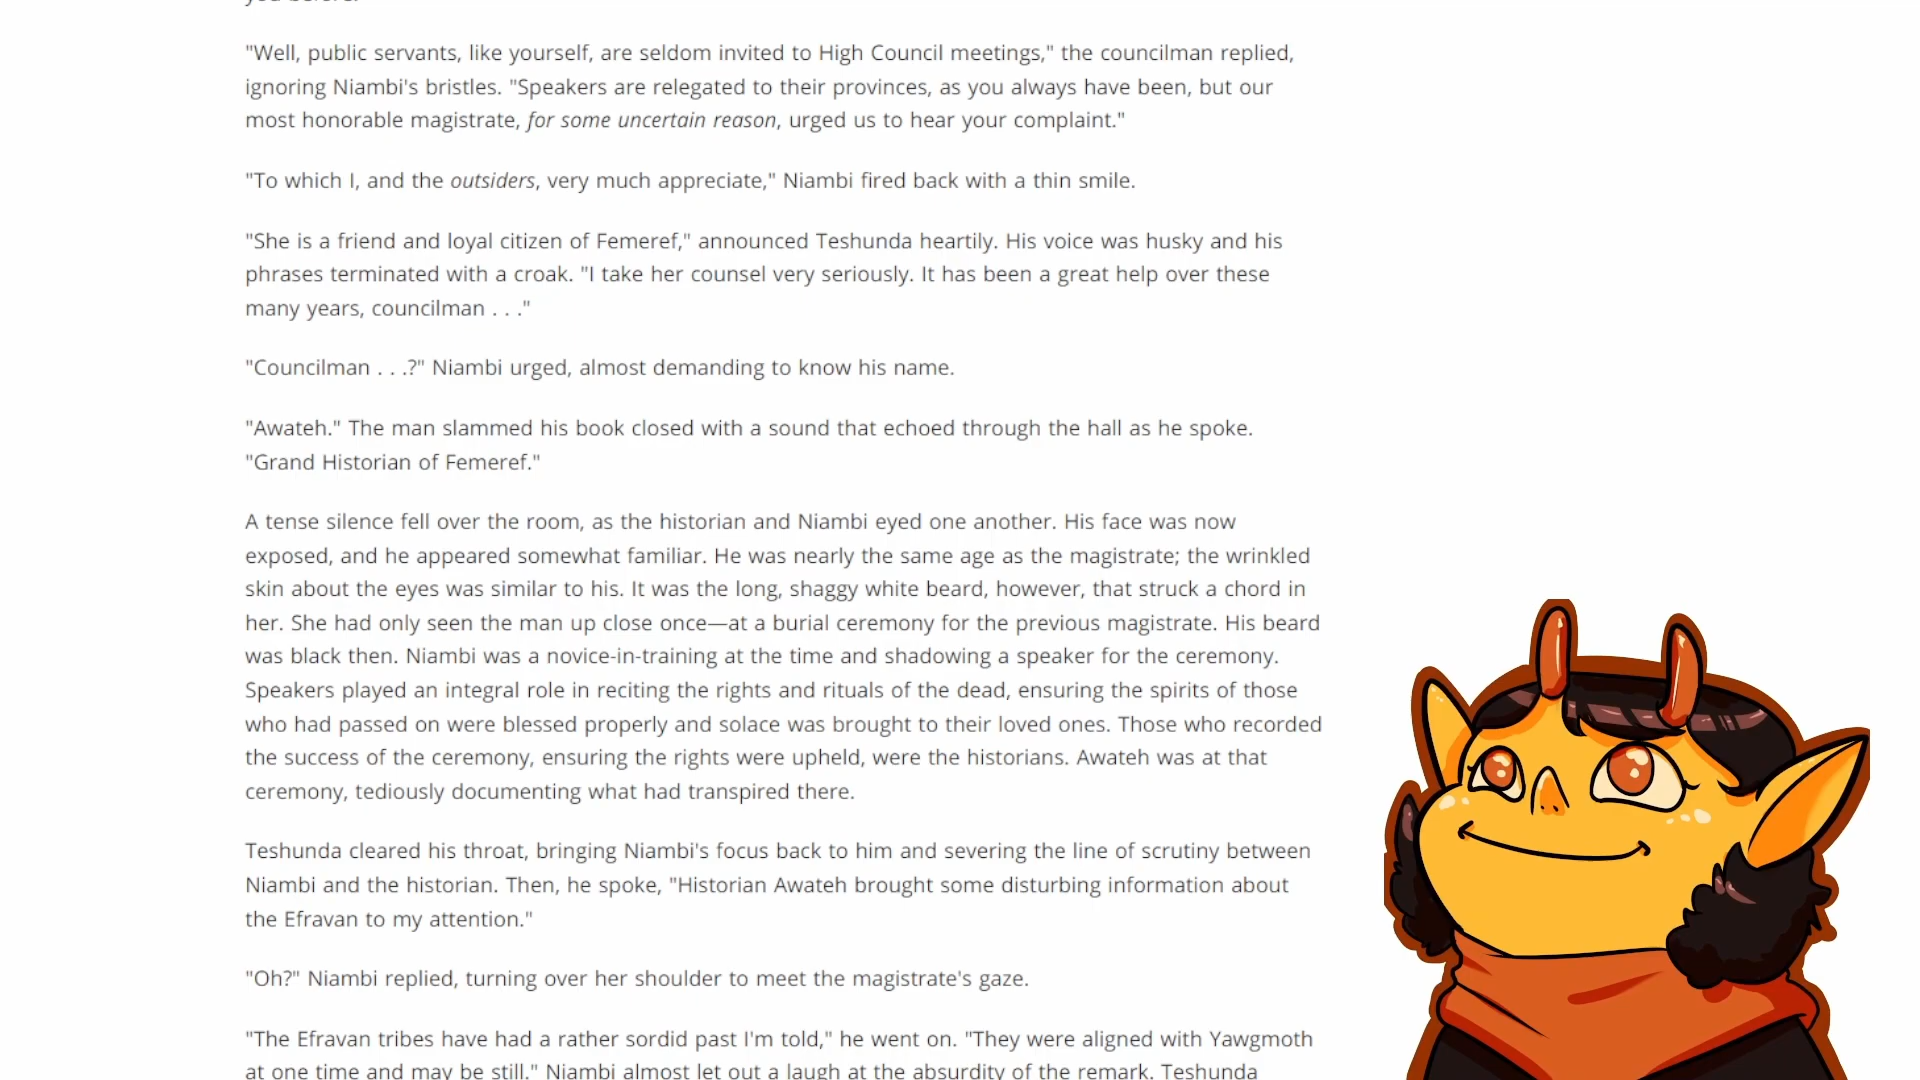 "Well, public servants, like yourself, are seldom invited to High Council meetings," the councilman replied,
ignoring Niambi's bristles. "Speakers are relegated to their provinces, as you always have been, but our
most honorable magistrate, for some uncertain reason, urged us to hear your complaint."
"To which I, and the outsiders, very much appreciate," Niambi fired back with a thin smile.
"She is a friend and loyal citizen of Femeref," announced Teshunda heartily. His voice was husky and his
phrases terminated with a croak. "I take her counsel very seriously. It has been a great help over these
many years, councilman . . ."
"Councilman . . .?" Niambi urged, almost demanding to know his name.
"Awateh." The man slammed his book closed with a sound that echoed through the hall as he spoke.
"Grand Historian of Femeref."
A tense silence fell over the room, as the historian and Niambi eyed one another. His face was now
exposed, and he appeared somewhat familiar. He was nearly the same age as the magistrate; the wrinkled
skin about the eyes was similar to his. It was the long, shaggy white beard, however, that struck a chord in
her. She had only seen the man up close once—at a burial ceremony for the previous magistrate. His beard
was black then. Niambi was a novice-in-training at the time and shadowing a speaker for the ceremony.
Speakers played an integral role in reciting the rights and rituals of the dead, ensuring the spirits of those
who had passed on were blessed properly and solace was brought to their loved ones. Those who recorded
the success of the ceremony, ensuring the rights were upheld, were the historians. Awateh was at that
ceremony, tediously documenting what had transpired there.
Teshunda cleared his throat, bringing Niambi's focus back to him and severing the line of scrutiny between
Niambi and the historian. Then, he spoke, "Historian Awateh brought some disturbing information about
the Efravan to my attention."
"Oh?" Niambi replied, turning over her shoulder to meet the magistrate's gaze.
"The Efravan tribes have had a rather sordid past I'm told," he went on. "They were aligned with Yawgmoth
at one time and may be still." Niambi almost let out a laugh at the absurdity of the remark. Teshunda